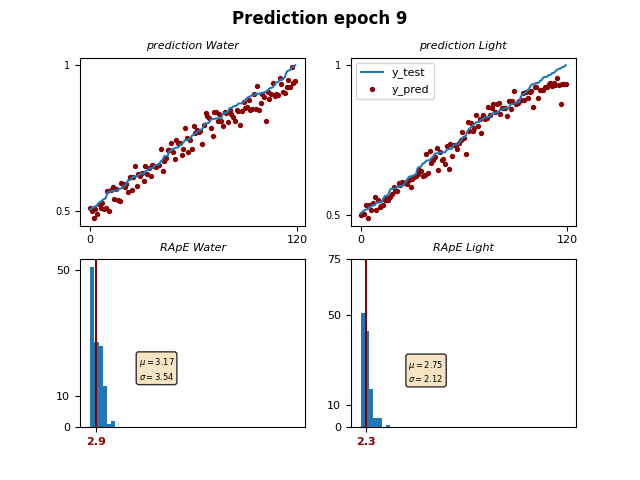 Prediction epoch 9
prediction Water
prediction Light
1
0.5
0
120
1
0.5
0
120
y_test
y_pred
RApE Water
RApE Light
50
10
0
2.9
μ = 3.17
σ = 3.54
75
50
10
0
2.3
μ = 2.75
σ = 2.12